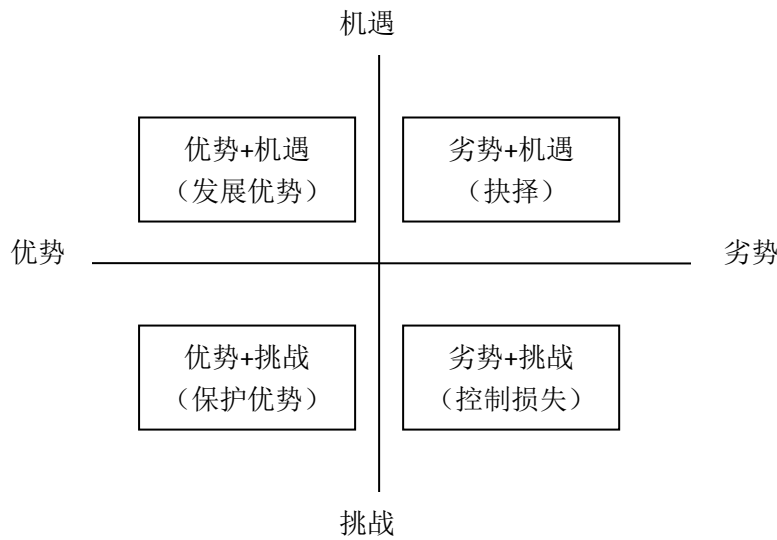 机遇
优势+机遇
（发展优势）
劣势+机遇
（抉择）
优势
劣势
优势+挑战
（保护优势）
劣势+挑战
（控制损失）
挑战